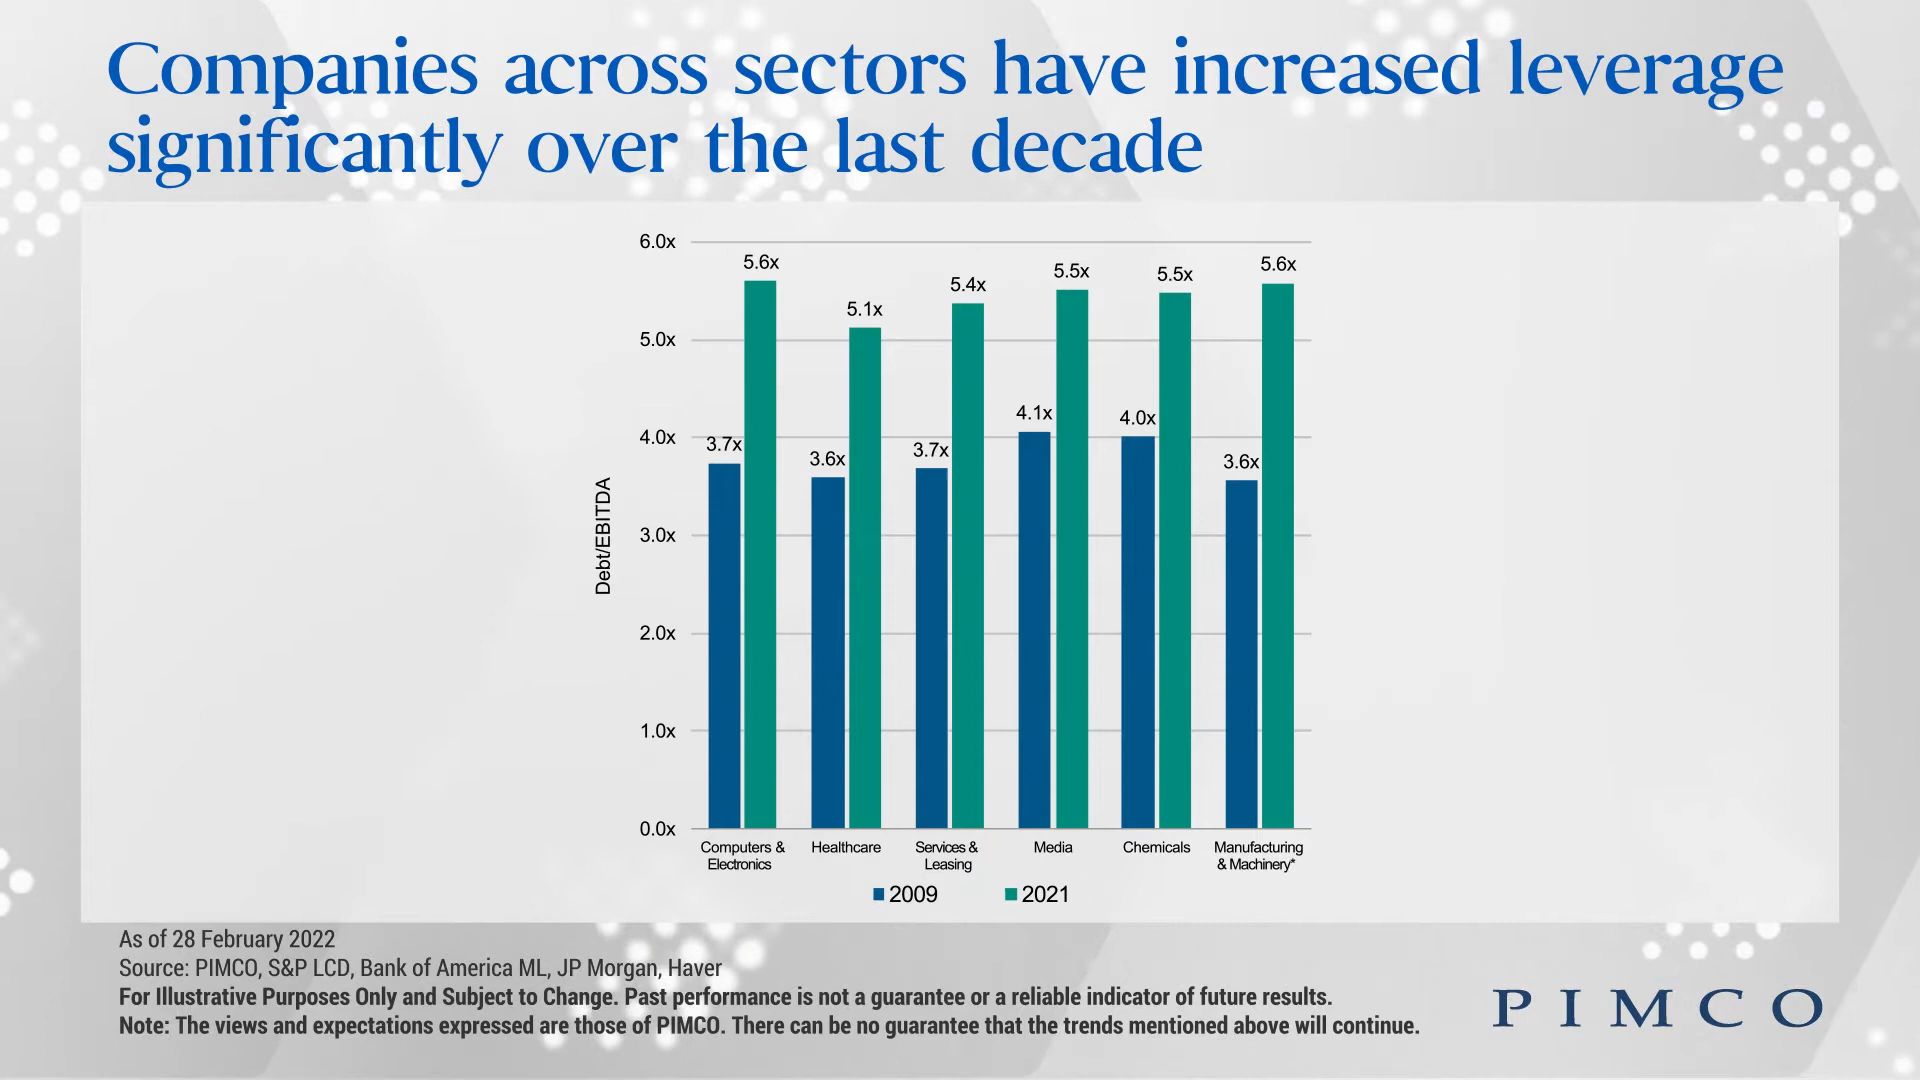 Companies across sectors have increased leverage
significantly over the last decade
6.0x
5.0x
4.0x
3.0x
2.0x
1.0x
0.0x
Debt/EBITDA
3.7x
5.6x
3.6x
5.1x
3.7x
5.4x
4.1x
5.5x
4.0x
5.5x
3.6x
5.6x
Computers &
Electronics
Healthcare
Services &
Leasing
Media
Chemicals
Manufacturing
& Machinery*
2009
2021
As of 28 February 2022
Source: PIMCO, S&P LCD, Bank of America ML, JP Morgan, Haver
For Illustrative Purposes Only and Subject to Change. Past performance is not a guarantee or a reliable indicator of future results.
Note: The views and expectations expressed are those of PIMCO. There can be no guarantee that the trends mentioned above will continue.
PIMCO